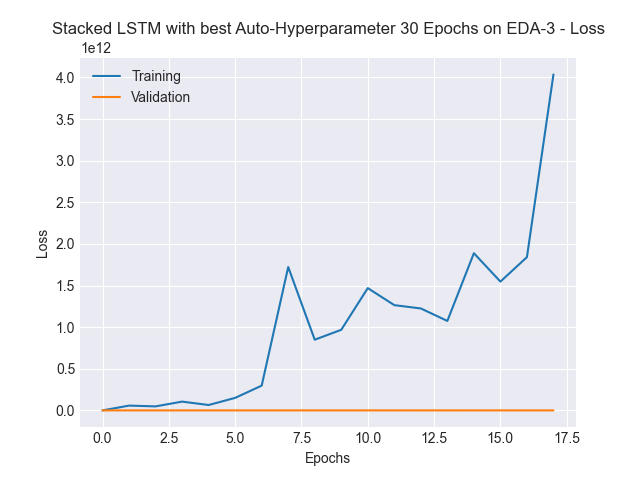 Stacked LSTM with best Auto-Hyperparameter 30 Epochs on EDA-3 - Loss
1e12
Training
Validation
4.0
3.5
3.0
2.5
2.0
1.5
1.0
0.5
0.0
Loss
0.0 2.5 5.0 7.5 10.0 12.5 15.0 17.5
Epochs